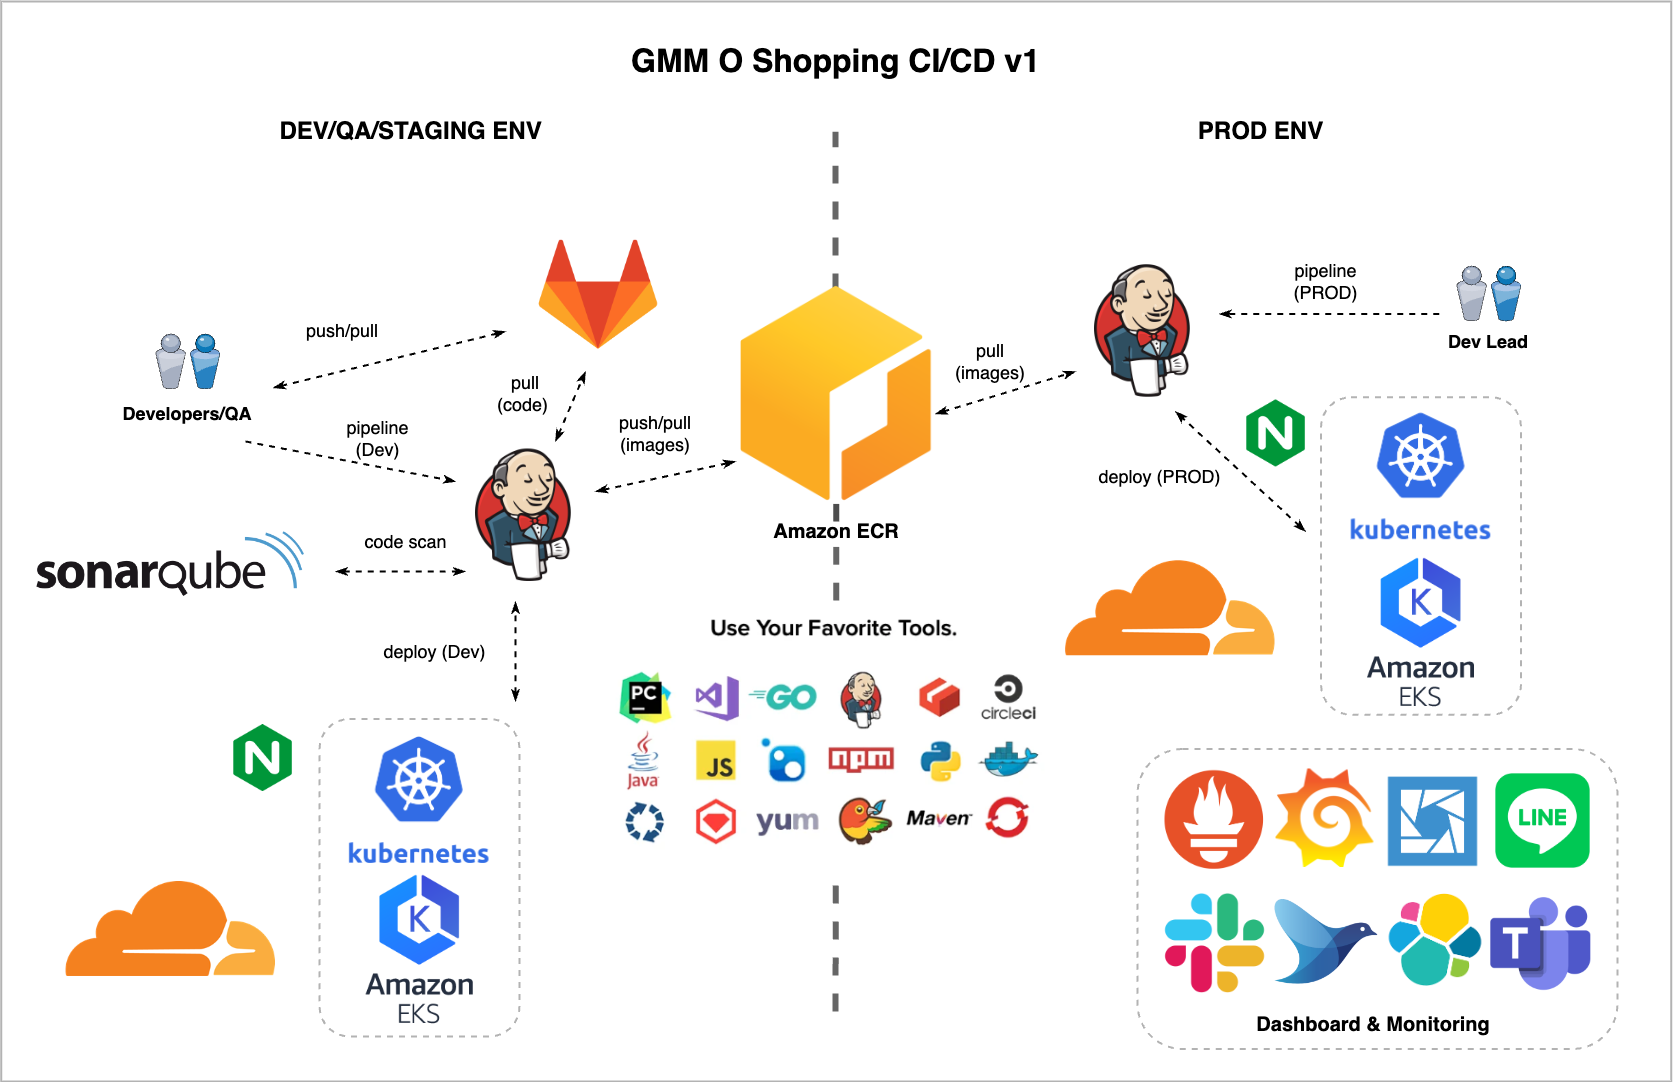 GMM O Shopping CI/CD v1
DEV/QA/STAGING ENV
PROD ENV
push/pull
Developers/QA
pull
(code)
pipeline
(Dev)
push/pull
(images)
code scan
sonarqube
deploy (Dev)
kubernetes
K
Amazon
EKS
Amazon ECR
pull
(images)
pipeline
(PROD)
Dev Lead
deploy (PROD)
N
kubernetes
K
Amazon
EKS
N
Use Your Favorite Tools.
PC
GO
circleci
Java
JS
npm
yum
Maven
LINE
T
Dashboard & Monitoring